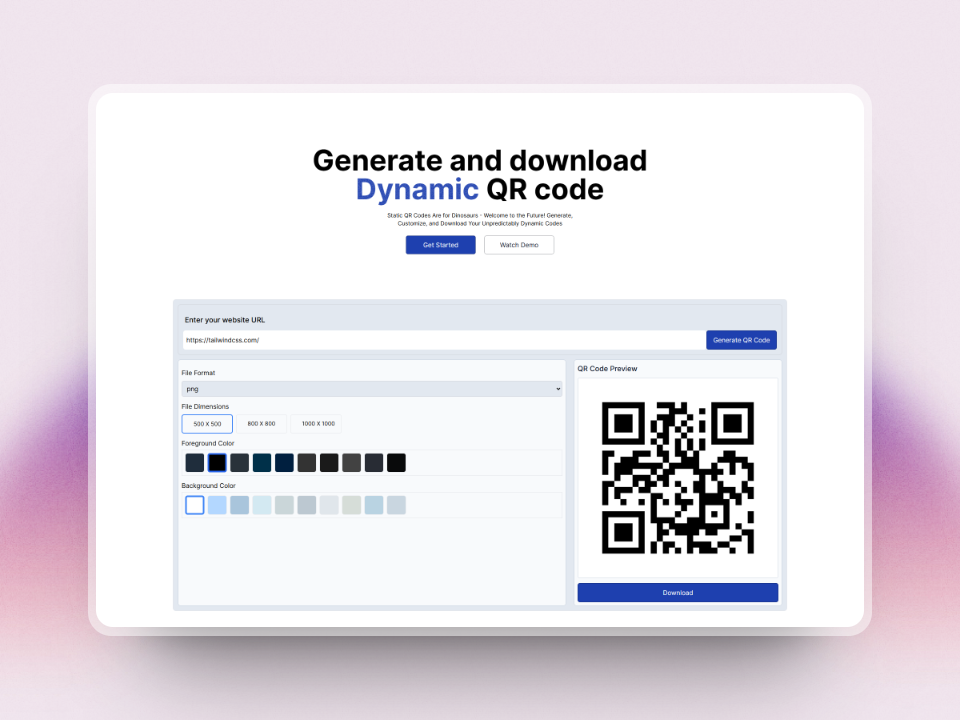 Generate and download
Dynamic QR code
Static QR Codes Are for Dinosaurs - Welcome to the Future! Generate,
Customize, and Download Your Unpredictably Dynamic Codes
Get Started
Watch Demo
Enter your website URL
https://tailwindcss.com/
Generate QR Code
File Format
png
File Dimensions
500 X 500
800 X 800
1000 X 1000
Foreground Color
Background Color
QR Code Preview
Download